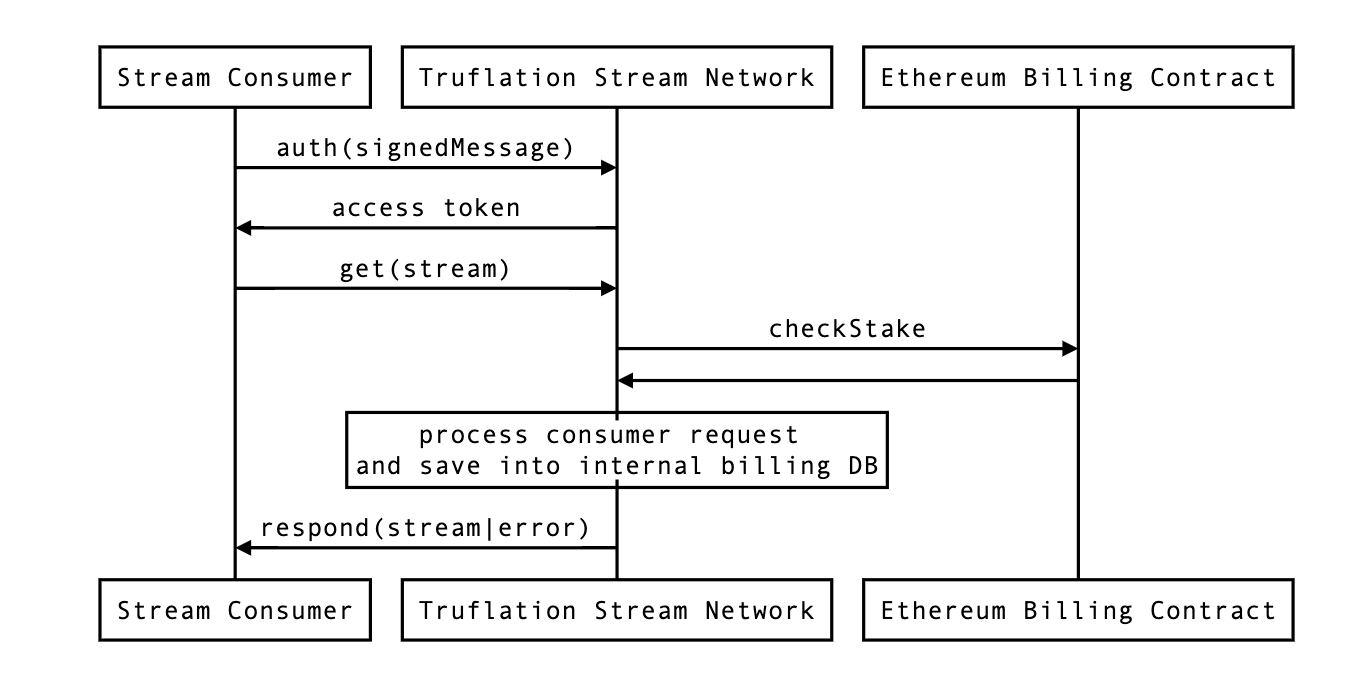 Stream Consumer
Truflation Stream Network
Ethereum Billing Contract
auth(signedMessage)
access token
get(stream)
checkStake
process consumer request
and save into internal billing DB
respond(stream|error)
Stream Consumer
Truflation Stream Network
Ethereum Billing Contract